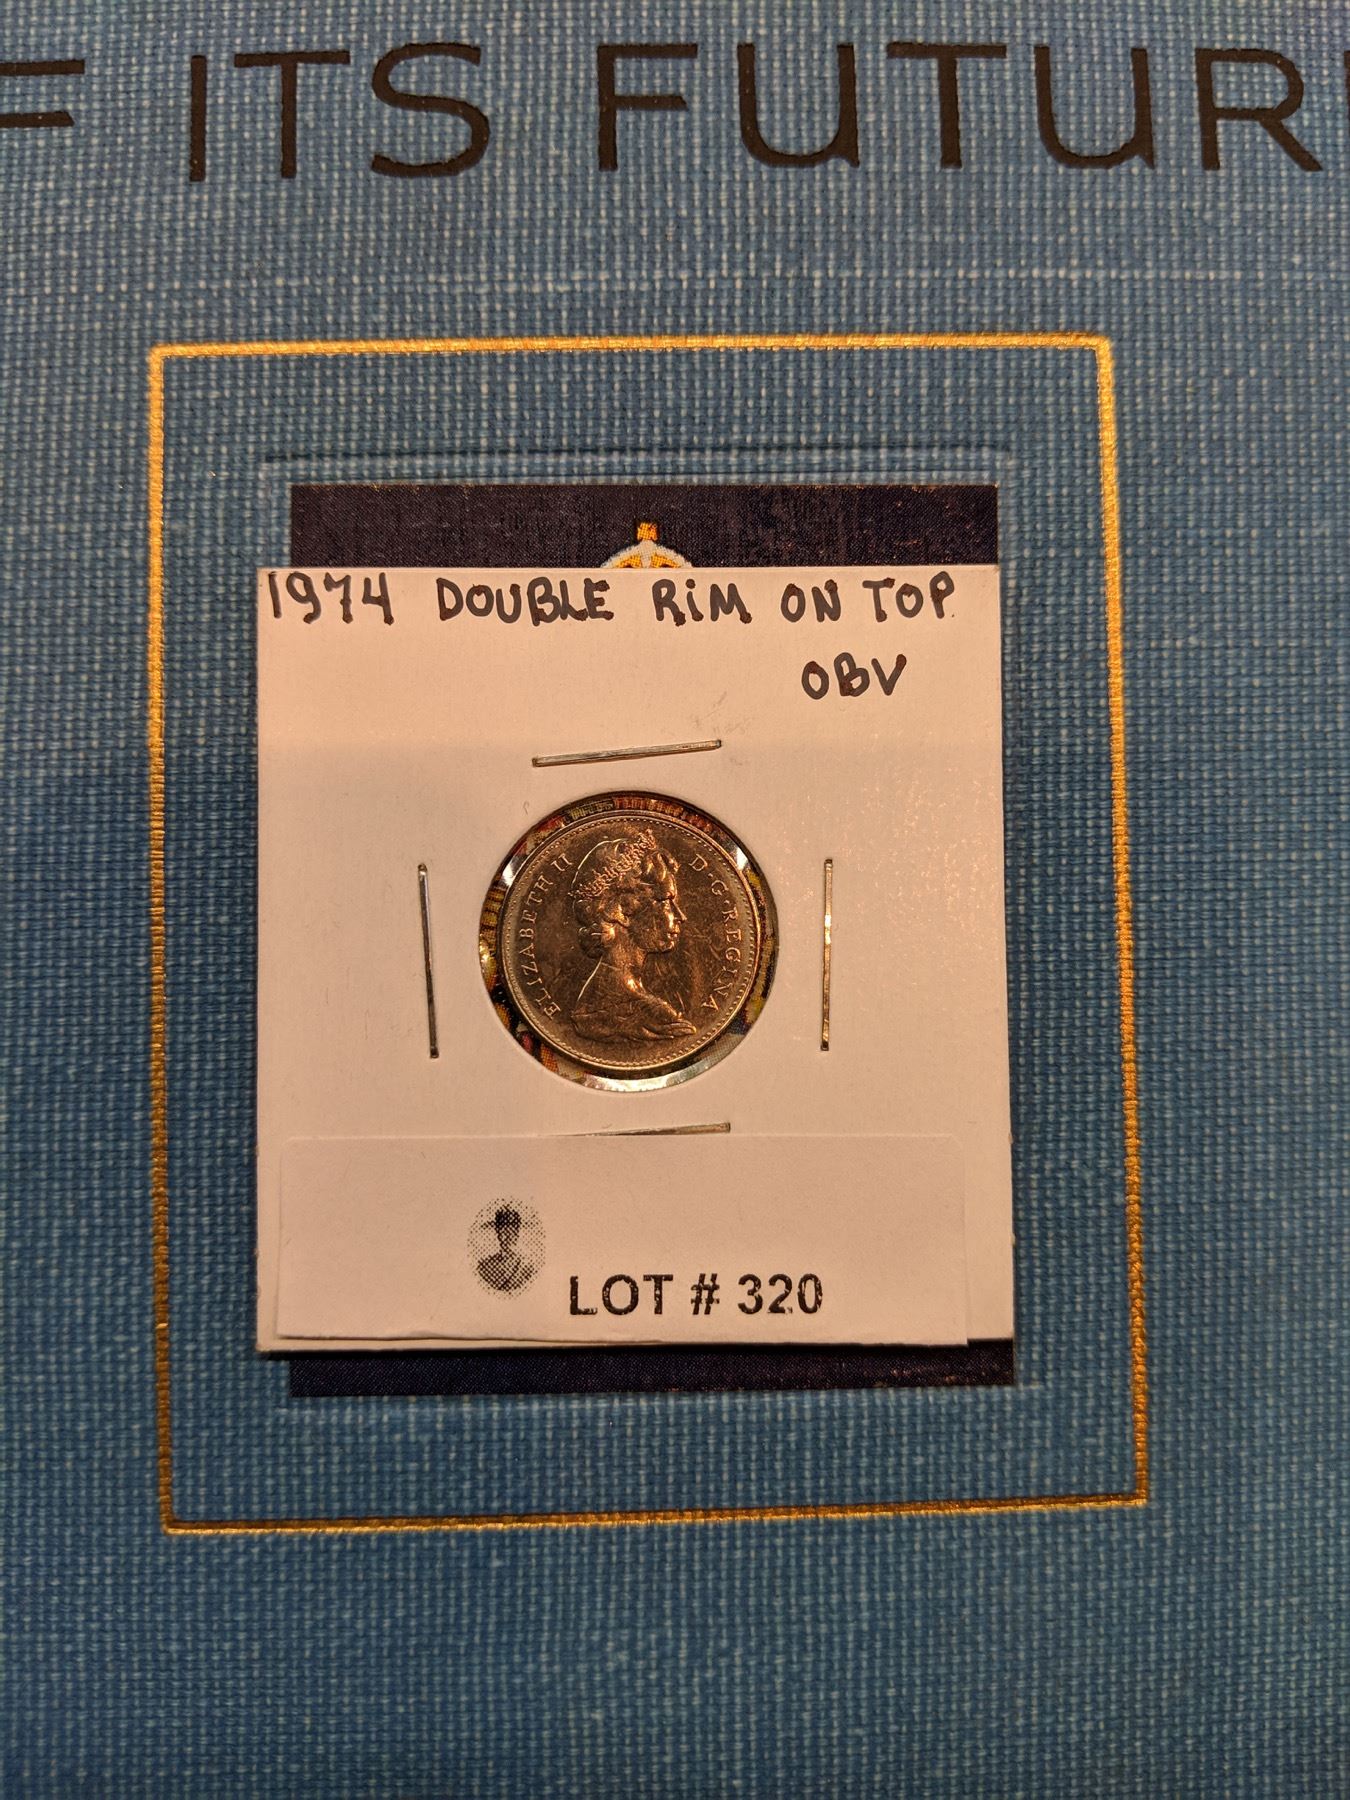 F ITS FUTUR
1974 DOUBLE RiM ON TOP
OBV
ELIZABETH II D·G·REGINA
LOT # 320